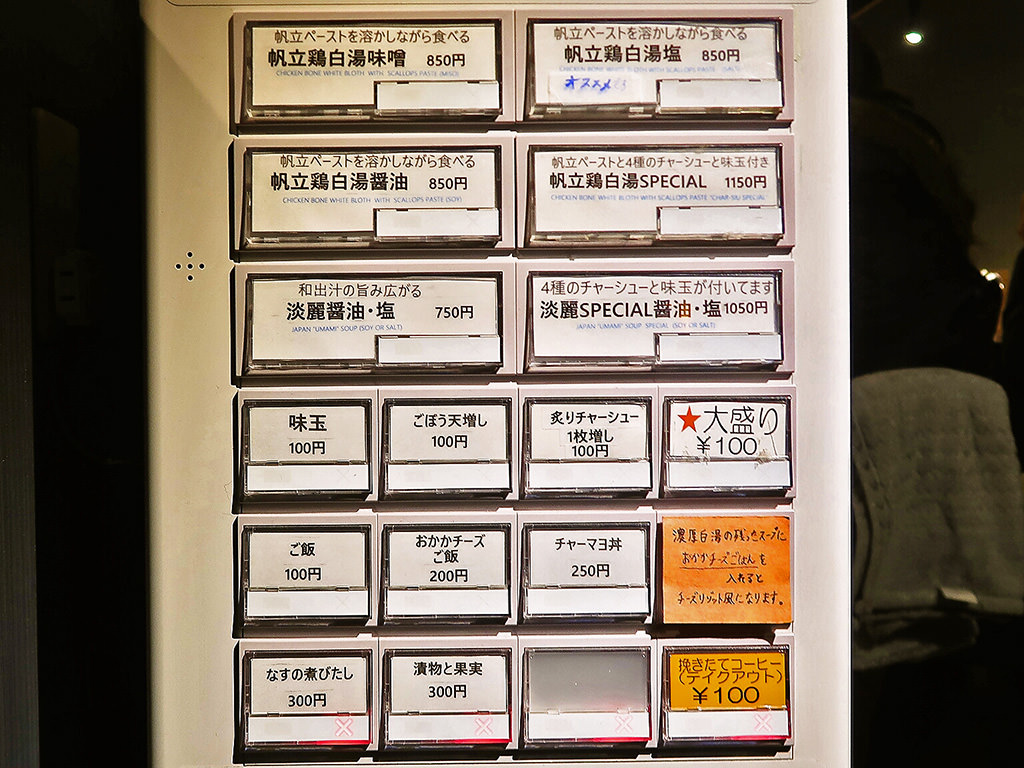 帆立ペーストを溶かしながら食べる
帆立鶏白湯味噌 850円
CHICKEN BONE WHITE BLOTH WITH SCALLOPS PASTE (MISO)
帆立ペーストを溶かしながら食べる
帆立鶏白湯塩 850円
CHICKEN BONE WHITE BLOTH WITH SCALLOPS PASTE (SALT)
オススメ
帆立ペーストを溶かしながら食べる
帆立鶏白湯醤油 850円
CHICKEN BONE WHITE BLOTH WITH SCALLOPS PASTE (SOY)
帆立ペーストと4種のチャーシューと味玉付き
帆立鶏白湯SPECIAL 1150円
CHICKEN BONE WHITE BLOTH WITH SCALLOPS PASTE "CHAR-SIU SPECIAL"
和出汁の旨み広がる
淡麗醤油・塩 750円
JAPAN "UMAMI" SOUP (SOY OR SALT)
4種のチャーシューと味玉が付いてます
淡麗SPECIAL醤油・塩1050円
JAPAN "UMAMI" SOUP SPECIAL (SOY OR SALT)
味玉
100円
ごぼう天増し
100円
炙りチャーシュー
1枚増し
100円
★大盛り
￥100
ご飯
100円
おかかチーズ
ご飯
200円
チャーマヨ丼
250円
濃厚白湯の残ったスープに
おかかチーズごはんを
入れると
チーズリゾット風になります。
なすの煮びたし
300円
漬物と果実
300円
挽きたてコーヒー
(テイクアウト)
￥100